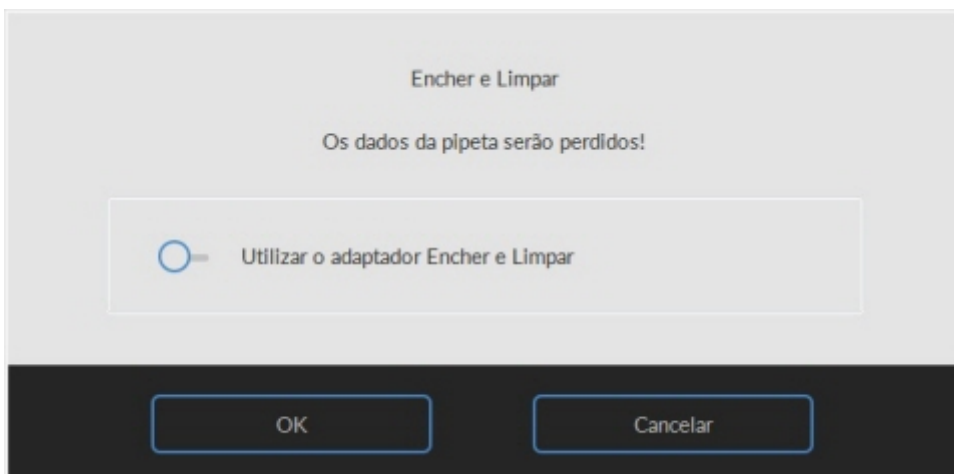 Encher e Limpar
Os dados da pipeta serão perdidos!
Utilizar o adaptador Encher e Limpar
OK
Cancelar